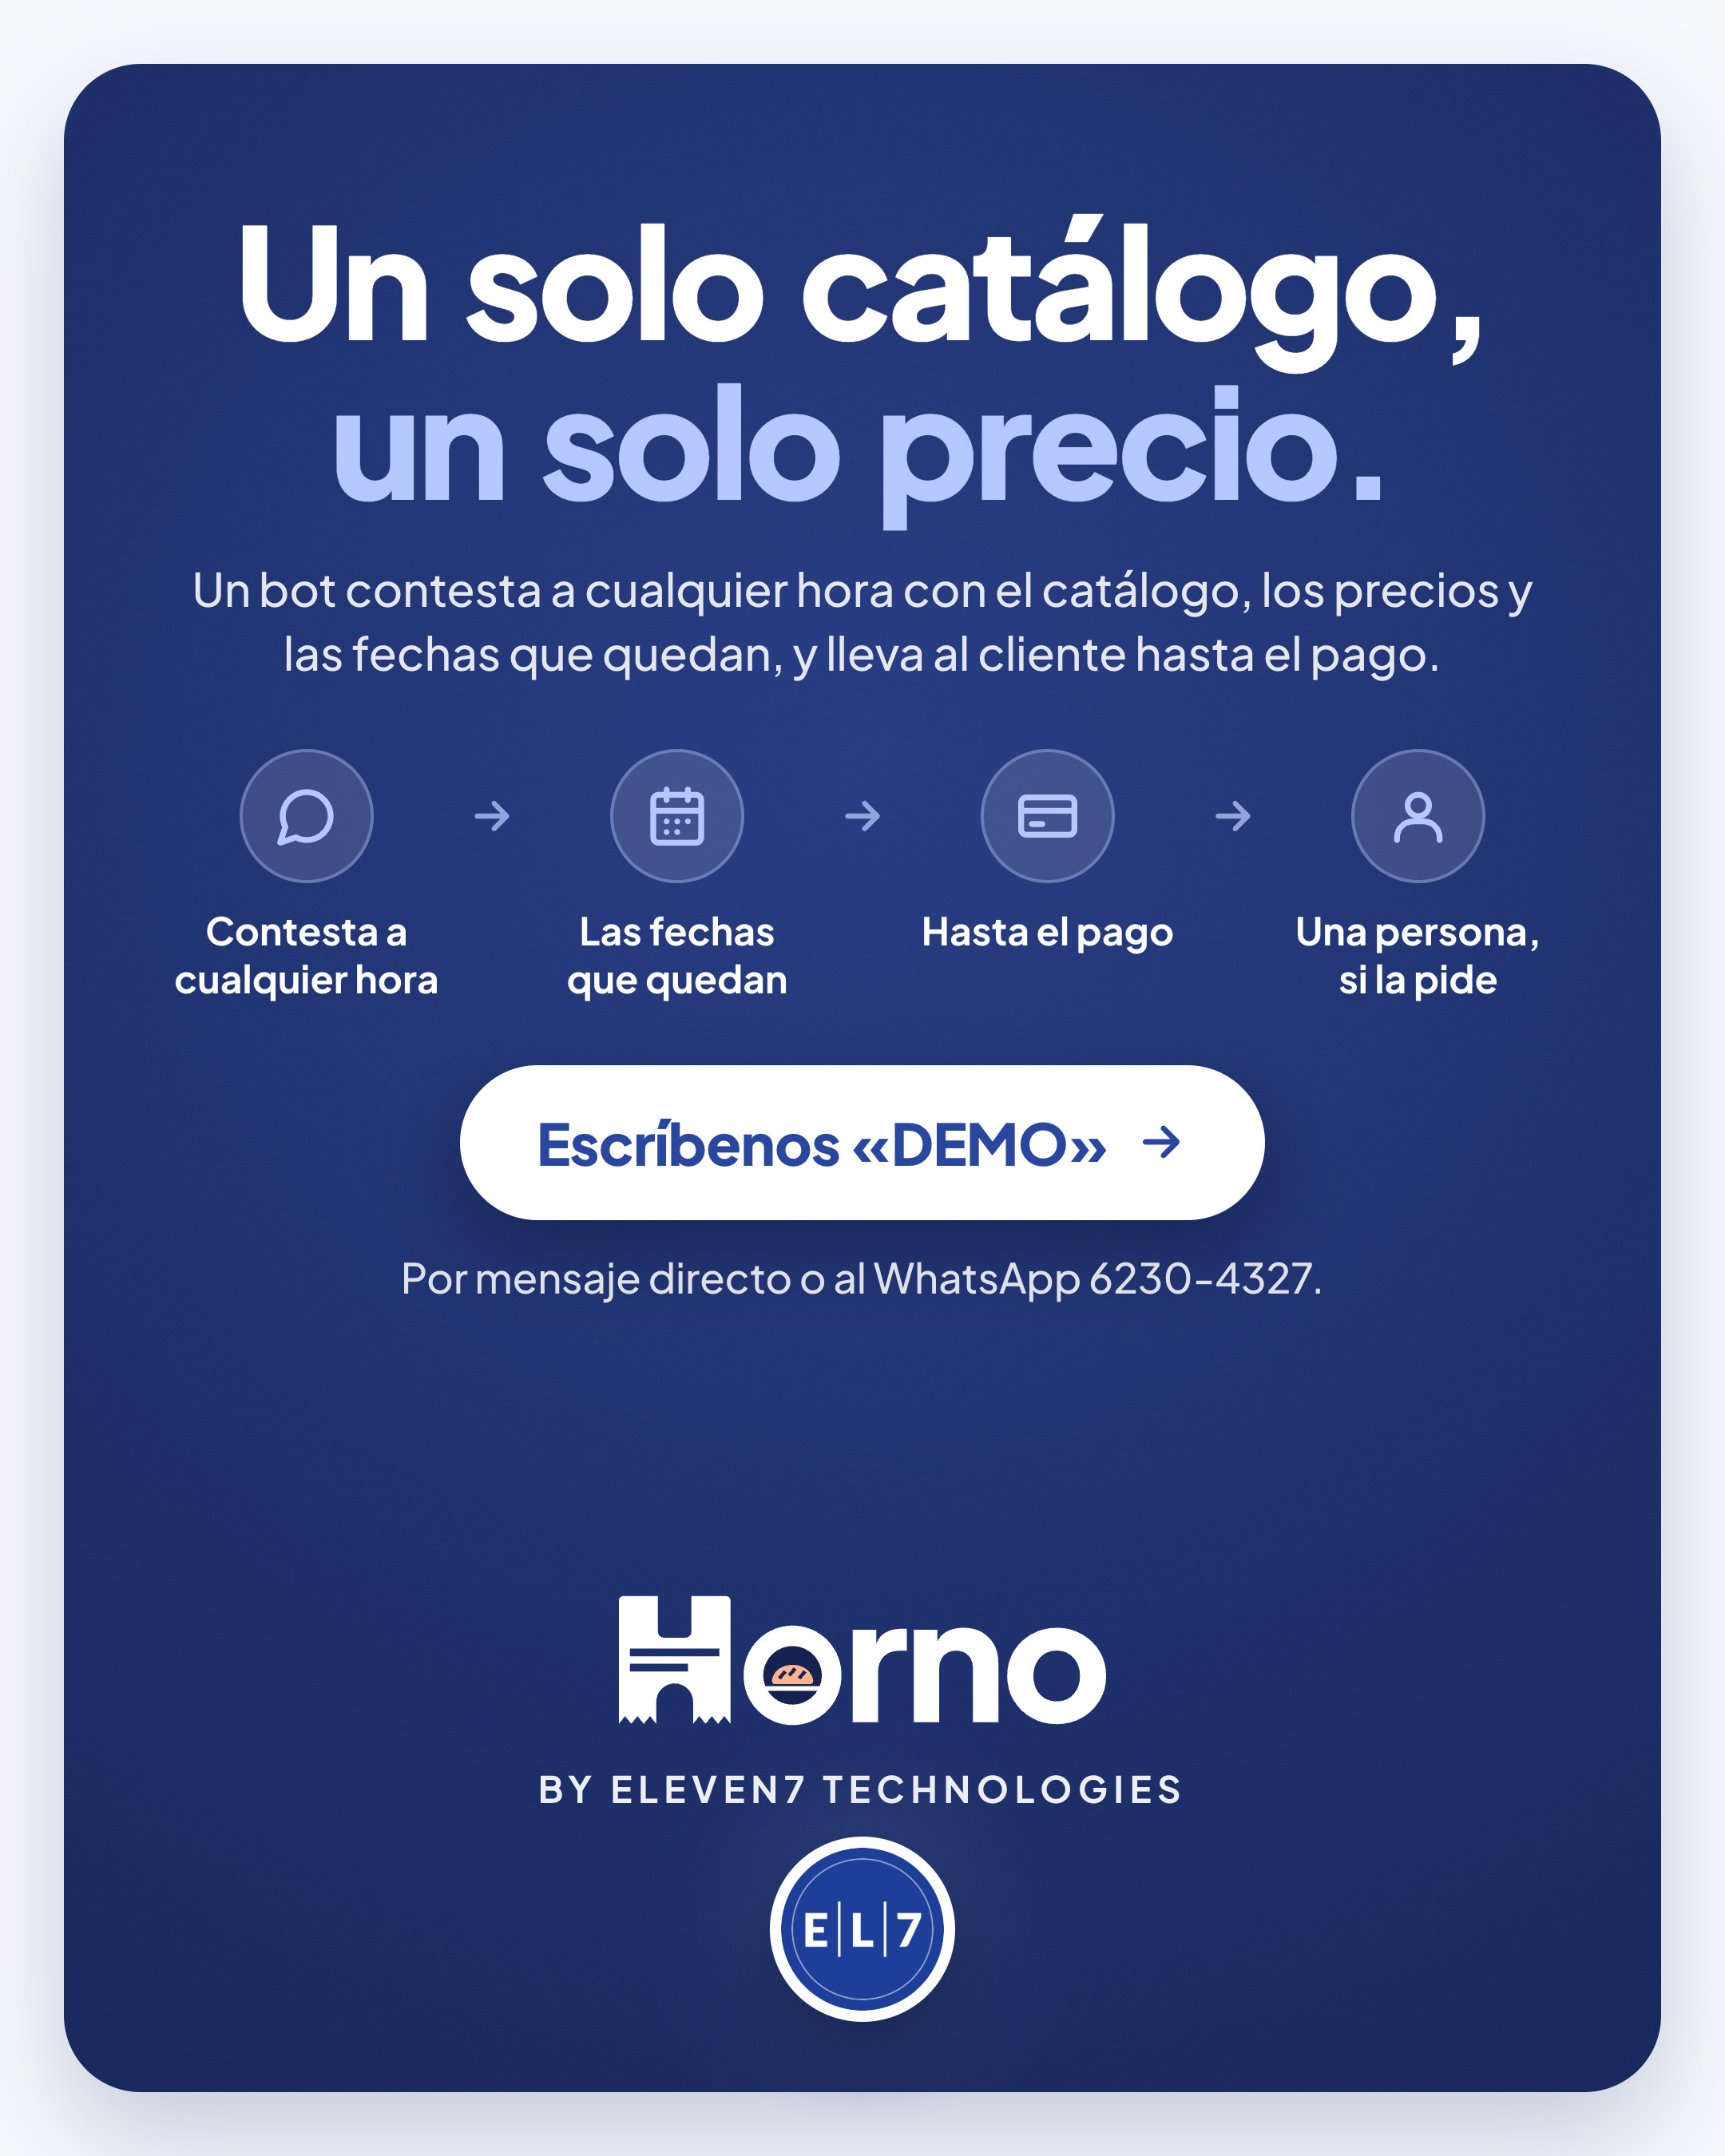 Un solo catálogo,
un solo precio.
Un bot contesta a cualquier hora con el catálogo, los precios y
las fechas que quedan, y lleva al cliente hasta el pago.
Contesta a
cualquier hora
Las fechas
que quedan
Hasta el pago
Una persona,
si la pide
Escríbenos «DEMO»
Por mensaje directo o al WhatsApp 6230-4327.
Horno
BY ELEVEN7 TECHNOLOGIES
E|L|7